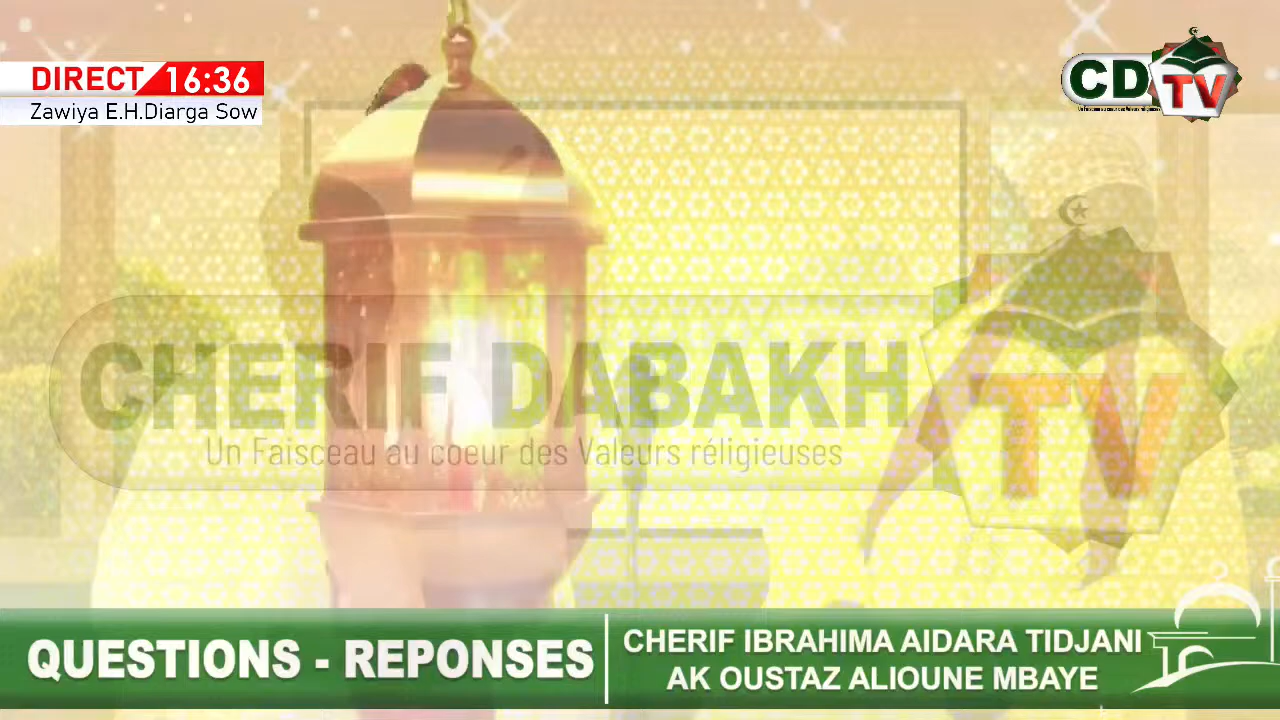 DIRECT 16:36
Zawiya E.H.Diarga Sow
CD TV
CHERIF DABAKH TV
Un Faisceau au coeur des Valeurs réligieuses
QUESTIONS - REPONSES
CHERIF IBRAHIMA AIDARA TIDJANI
AK OUSTAZ ALIOUNE MBAYE